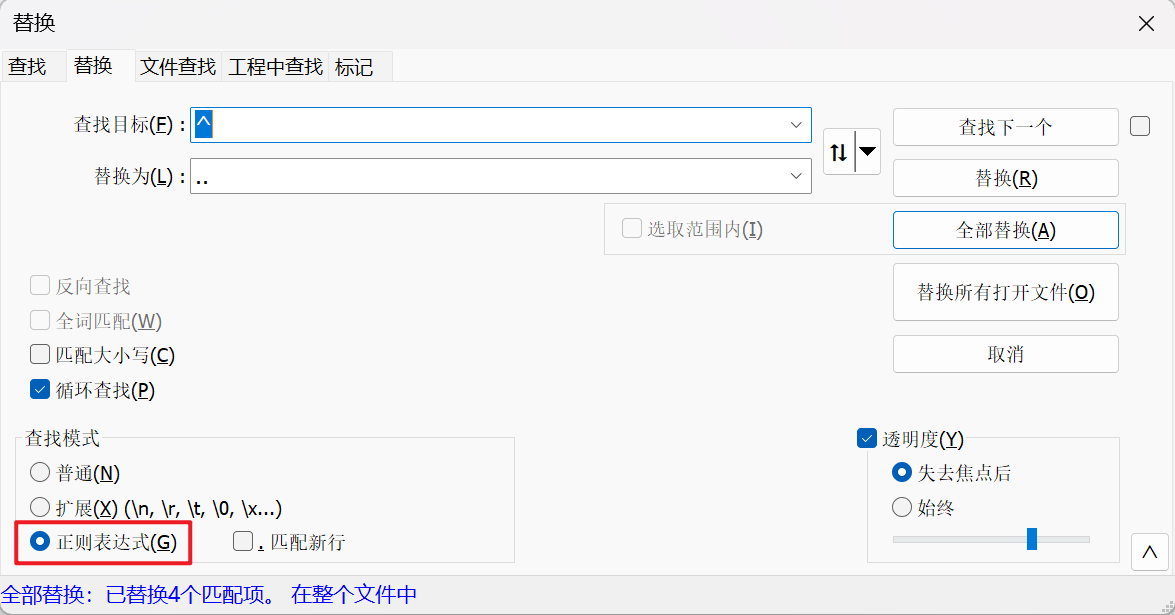 替换
查找 替换 文件查找 工程中查找 标记
查找目标(F)： ^ 查找下一个
替换为(L)： .. 替换(R)
选取范围内(I) 全部替换(A)
反向查找 替换所有打开文件(O)
全词匹配(W)
匹配大小写(C) 取消
循环查找(P)
查找模式 透明度(Y)
普通(N) 失去焦点后
扩展(X) (\n, \r, \t, \0, \x...) 始终
正则表达式(G) . 匹配新行
全部替换：已替换4个匹配项。 在整个文件中